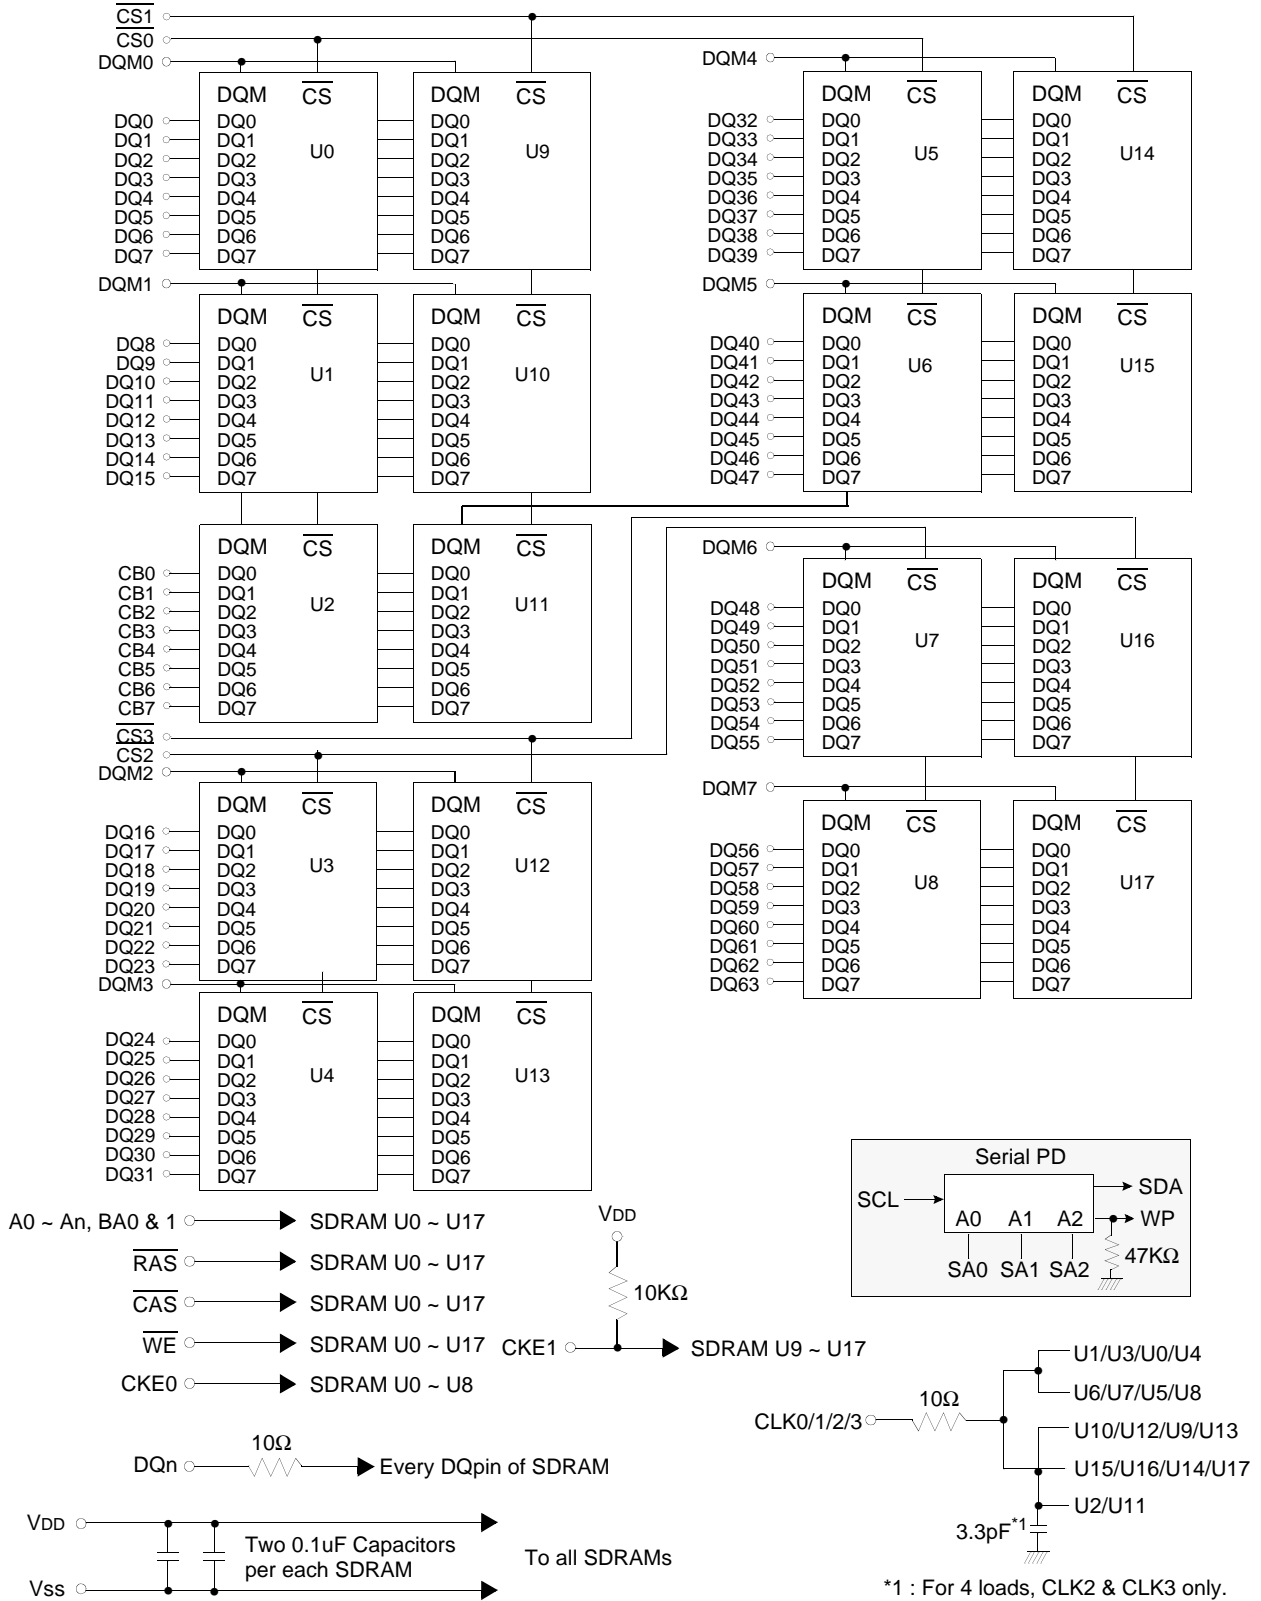 CS1
CS0
DQM0
DQM CS DQM CS
DQ0 DQ0 DQ0
DQ1 DQ1 DQ1
DQ2 DQ2 DQ2
DQ3 DQ3 DQ3
DQ4 DQ4 DQ4
DQ5 DQ5 DQ5
DQ6 DQ6 DQ6
DQ7 DQ7 DQ7
U0 U9
DQM1
DQM CS DQM CS
DQ8 DQ0 DQ0
DQ9 DQ1 DQ1
DQ10 DQ2 DQ2
DQ11 DQ3 DQ3
DQ12 DQ4 DQ4
DQ13 DQ5 DQ5
DQ14 DQ6 DQ6
DQ15 DQ7 DQ7
U1 U10
DQM CS DQM CS
CB0 DQ0 DQ0
CB1 DQ1 DQ1
CB2 DQ2 DQ2
CB3 DQ3 DQ3
CB4 DQ4 DQ4
CB5 DQ5 DQ5
CB6 DQ6 DQ6
CB7 DQ7 DQ7
U2 U11
CS3
CS2
DQM2
DQM CS DQM CS
DQ16 DQ0 DQ0
DQ17 DQ1 DQ1
DQ18 DQ2 DQ2
DQ19 DQ3 DQ3
DQ20 DQ4 DQ4
DQ21 DQ5 DQ5
DQ22 DQ6 DQ6
DQ23 DQ7 DQ7
U3 U12
DQM3
DQM CS DQM CS
DQ24 DQ0 DQ0
DQ25 DQ1 DQ1
DQ26 DQ2 DQ2
DQ27 DQ3 DQ3
DQ28 DQ4 DQ4
DQ29 DQ5 DQ5
DQ30 DQ6 DQ6
DQ31 DQ7 DQ7
U4 U13
DQM4
DQM CS DQM CS
DQ32 DQ0 DQ0
DQ33 DQ1 DQ1
DQ34 DQ2 DQ2
DQ35 DQ3 DQ3
DQ36 DQ4 DQ4
DQ37 DQ5 DQ5
DQ38 DQ6 DQ6
DQ39 DQ7 DQ7
U5 U14
DQM5
DQM CS DQM CS
DQ40 DQ0 DQ0
DQ41 DQ1 DQ1
DQ42 DQ2 DQ2
DQ43 DQ3 DQ3
DQ44 DQ4 DQ4
DQ45 DQ5 DQ5
DQ46 DQ6 DQ6
DQ47 DQ7 DQ7
U6 U15
DQM6
DQM CS DQM CS
DQ48 DQ0 DQ0
DQ49 DQ1 DQ1
DQ50 DQ2 DQ2
DQ51 DQ3 DQ3
DQ52 DQ4 DQ4
DQ53 DQ5 DQ5
DQ54 DQ6 DQ6
DQ55 DQ7 DQ7
U7 U16
DQM7
DQM CS DQM CS
DQ56 DQ0 DQ0
DQ57 DQ1 DQ1
DQ58 DQ2 DQ2
DQ59 DQ3 DQ3
DQ60 DQ4 DQ4
DQ61 DQ5 DQ5
DQ62 DQ6 DQ6
DQ63 DQ7 DQ7
U8 U17
Serial PD
SCL SDA
A0 A1 A2 WP
SA0 SA1 SA2 47KΩ
A0 ~ An, BA0 & 1 SDRAM U0 ~ U17
RAS SDRAM U0 ~ U17
CAS SDRAM U0 ~ U17
WE SDRAM U0 ~ U17
CKE0 SDRAM U0 ~ U8
VDD
10KΩ
CKE1 SDRAM U9 ~ U17
DQn 10Ω Every DQpin of SDRAM
VDD
Two 0.1uF Capacitors
per each SDRAM
To all SDRAMs
Vss
CLK0/1/2/3 10Ω
U1/U3/U0/U4
U6/U7/U5/U8
U10/U12/U9/U13
U15/U16/U14/U17
U2/U11
3.3pF*1
*1 : For 4 loads, CLK2 & CLK3 only.